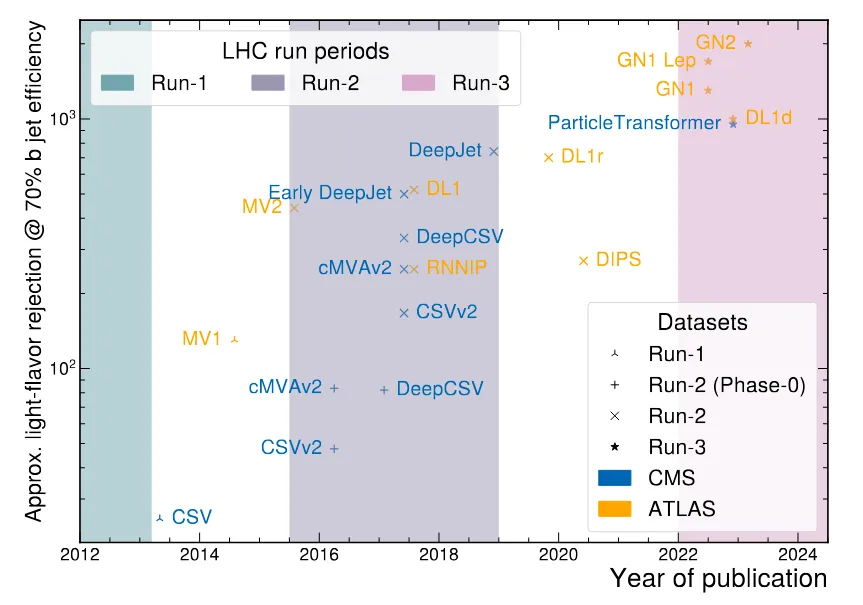 Approx. light-flavor rejection @ 70% b jet efficiency
LHC run periods
Run-1 Run-2 Run-3
GN2
GN1 Lep
GN1
10³
ParticleTransformer
DL1d
DeepJet
DL1r
Early DeepJet
DL1
MV2
DeepCSV
cMVAv2
RNNIP
DIPS
CSVv2
MV1
10²
cMVAv2
DeepCSV
CSVv2
CSV
Datasets
Run-1
Run-2 (Phase-0)
Run-2
Run-3
CMS
ATLAS
2012 2014 2016 2018 2020 2022 2024
Year of publication